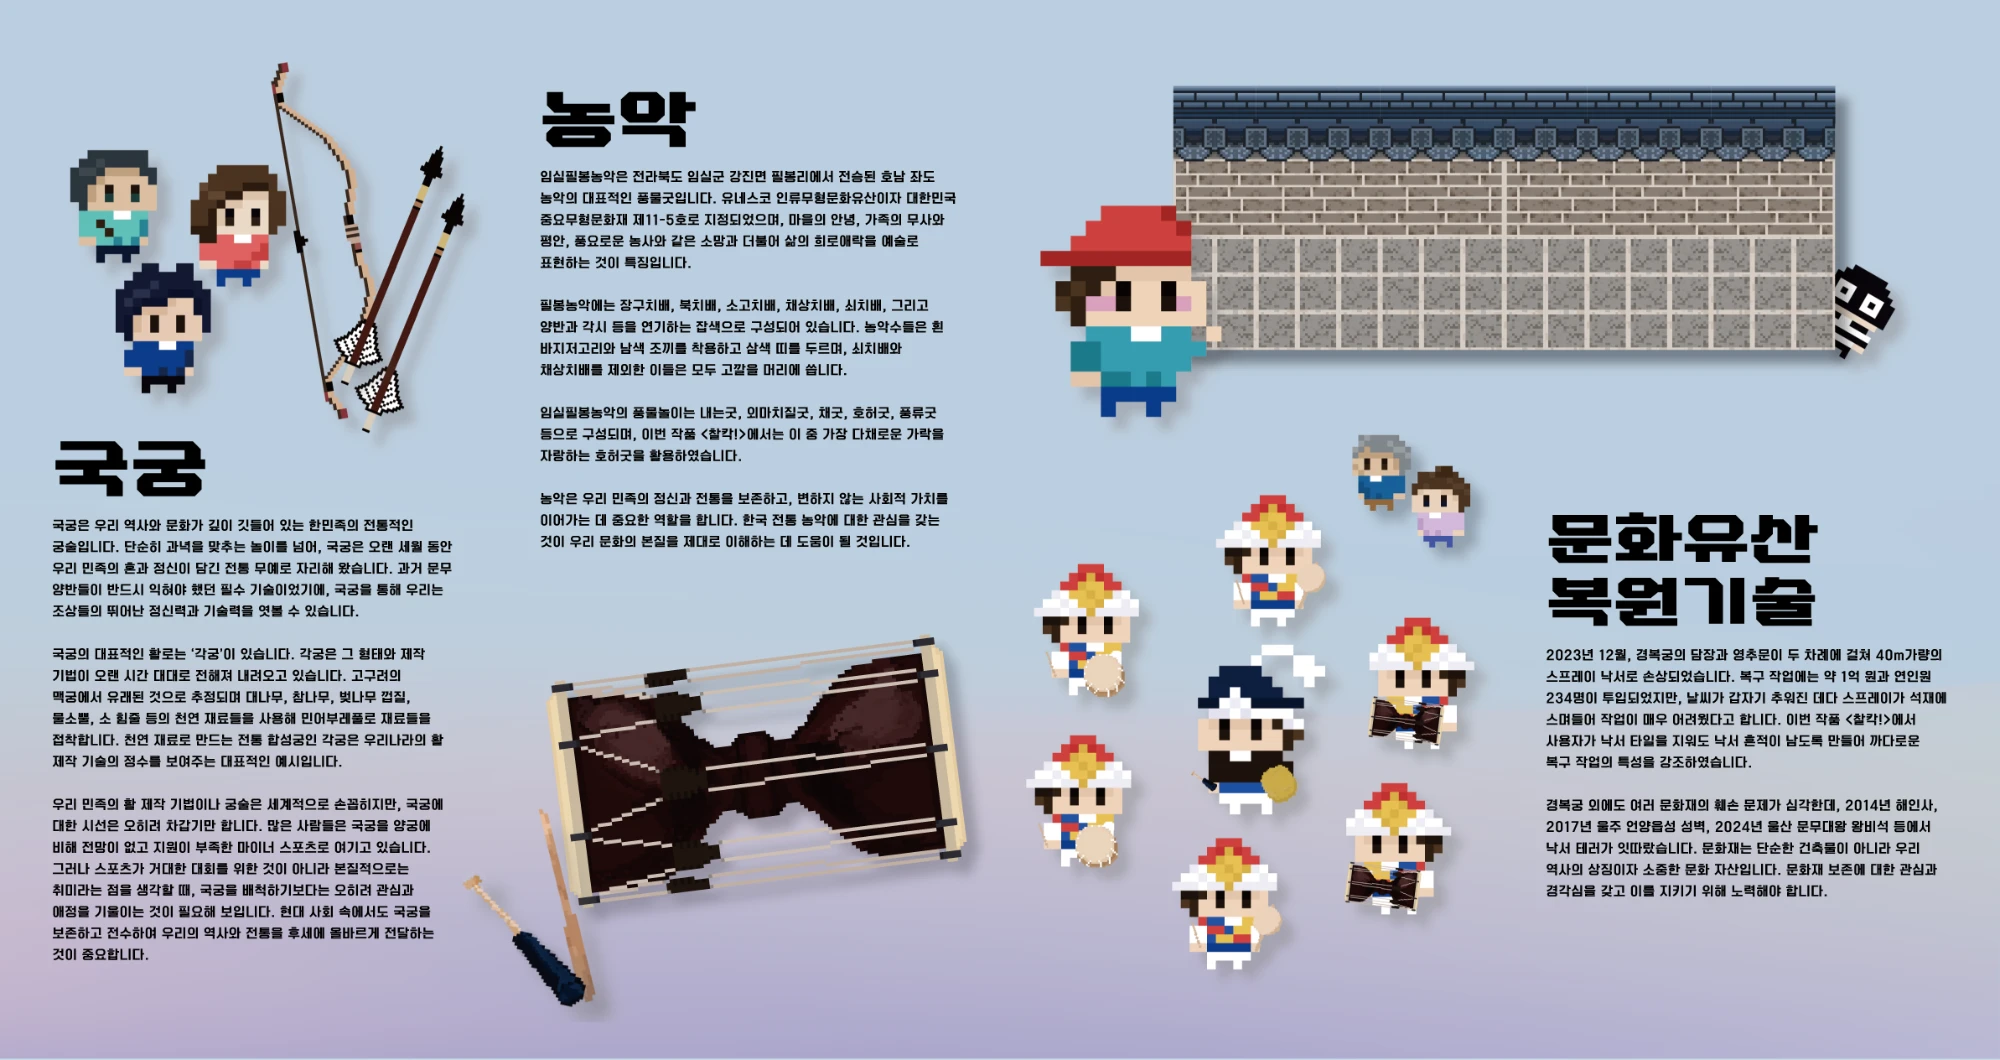 국궁
국궁은 우리 역사와 문화가 깊이 깃들어 있는 한민족의 전통적인
궁술입니다. 단순히 과녁을 맞추는 놀이를 넘어, 국궁은 오랜 세월 동안
우리 민족의 혼과 정신이 담긴 전통 무예로 자리해 왔습니다. 과거 문무
양반들이 반드시 익혀야 했던 필수 기술이었기에, 국궁을 통해 우리는
조상들의 뛰어난 정신력과 기술력을 엿볼 수 있습니다.
국궁의 대표적인 활로는 ‘각궁’이 있습니다. 각궁은 그 형태와 제작
기법이 오랜 시간 대대로 전해져 내려오고 있습니다. 고구려의
맥궁에서 유래된 것으로 추정되며 대나무, 참나무, 벚나무 껍질,
물소뿔, 소 힘줄 등의 천연 재료들을 사용해 민어부레풀로 재료들을
접착합니다. 천연 재료로 만드는 전통 합성궁인 각궁은 우리나라의 활
제작 기술의 정수를 보여주는 대표적인 예시입니다.
우리 민족의 활 제작 기법이나 궁술은 세계적으로 손꼽히지만, 국궁에
대한 시선은 오히려 차갑기만 합니다. 많은 사람들은 국궁을 양궁에
비해 전망이 없고 지원이 부족한 마이너 스포츠로 여기고 있습니다.
그러나 스포츠가 거대한 대회를 위한 것이 아니라 본질적으로는
취미라는 점을 생각할 때, 국궁을 배척하기보다는 오히려 관심과
애정을 기울이는 것이 필요해 보입니다. 현대 사회 속에서도 국궁을
보존하고 전수하여 우리의 역사와 전통을 후세에 올바르게 전달하는
것이 중요합니다.
농악
임실필봉농악은 전라북도 임실군 강진면 필봉리에서 전승된 호남 좌도
농악의 대표적인 풍물굿입니다. 유네스코 인류무형문화유산이자 대한민국
중요무형문화재 제11-5호로 지정되었으며, 마을의 안녕, 가족의 무사와
평안, 풍요로운 농사와 같은 소망과 더불어 삶의 희로애락을 예술로
표현하는 것이 특징입니다.
필봉농악에는 장구치배, 북치배, 소고치배, 채상치배, 쇠치배, 그리고
양반과 각시 등을 연기하는 잡색으로 구성되어 있습니다. 농악수들은 흰
바지저고리와 남색 조끼를 착용하고 삼색 띠를 두르며, 쇠치배와
채상치배를 제외한 이들은 모두 고깔을 머리에 씁니다.
임실필봉농악의 풍물놀이는 내는굿, 외마치질굿, 채굿, 호허굿, 풍류굿
등으로 구성되며, 이번 작품 <찰칵!>에서는 이 중 가장 다채로운 가락을
자랑하는 호허굿을 활용하였습니다.
농악은 우리 민족의 정신과 전통을 보존하고, 변하지 않는 사회적 가치를
이어가는 데 중요한 역할을 합니다. 한국 전통 농악에 대한 관심을 갖는
것이 우리 문화의 본질을 제대로 이해하는 데 도움이 될 것입니다.
문화유산
복원기술
2023년 12월, 경복궁의 담장과 영추문이 두 차례에 걸쳐 40m가량의
스프레이 낙서로 손상되었습니다. 복구 작업에는 약 1억 원과 연인원
234명이 투입되었지만, 날씨가 갑자기 추워진 데다 스프레이가 석재에
스며들어 작업이 매우 어려웠다고 합니다. 이번 작품 <찰칵!>에서
사용자가 낙서 타일을 지워도 낙서 흔적이 남도록 만들어 까다로운
복구 작업의 특성을 강조하였습니다.
경복궁 외에도 여러 문화재의 훼손 문제가 심각한데, 2014년 해인사,
2017년 울주 언양읍성 성벽, 2024년 울산 문무대왕 왕비석 등에서
낙서 테러가 잇따랐습니다. 문화재는 단순한 건축물이 아니라 우리
역사의 상징이자 소중한 문화 자산입니다. 문화재 보존에 대한 관심과
경각심을 갖고 이를 지키기 위해 노력해야 합니다.